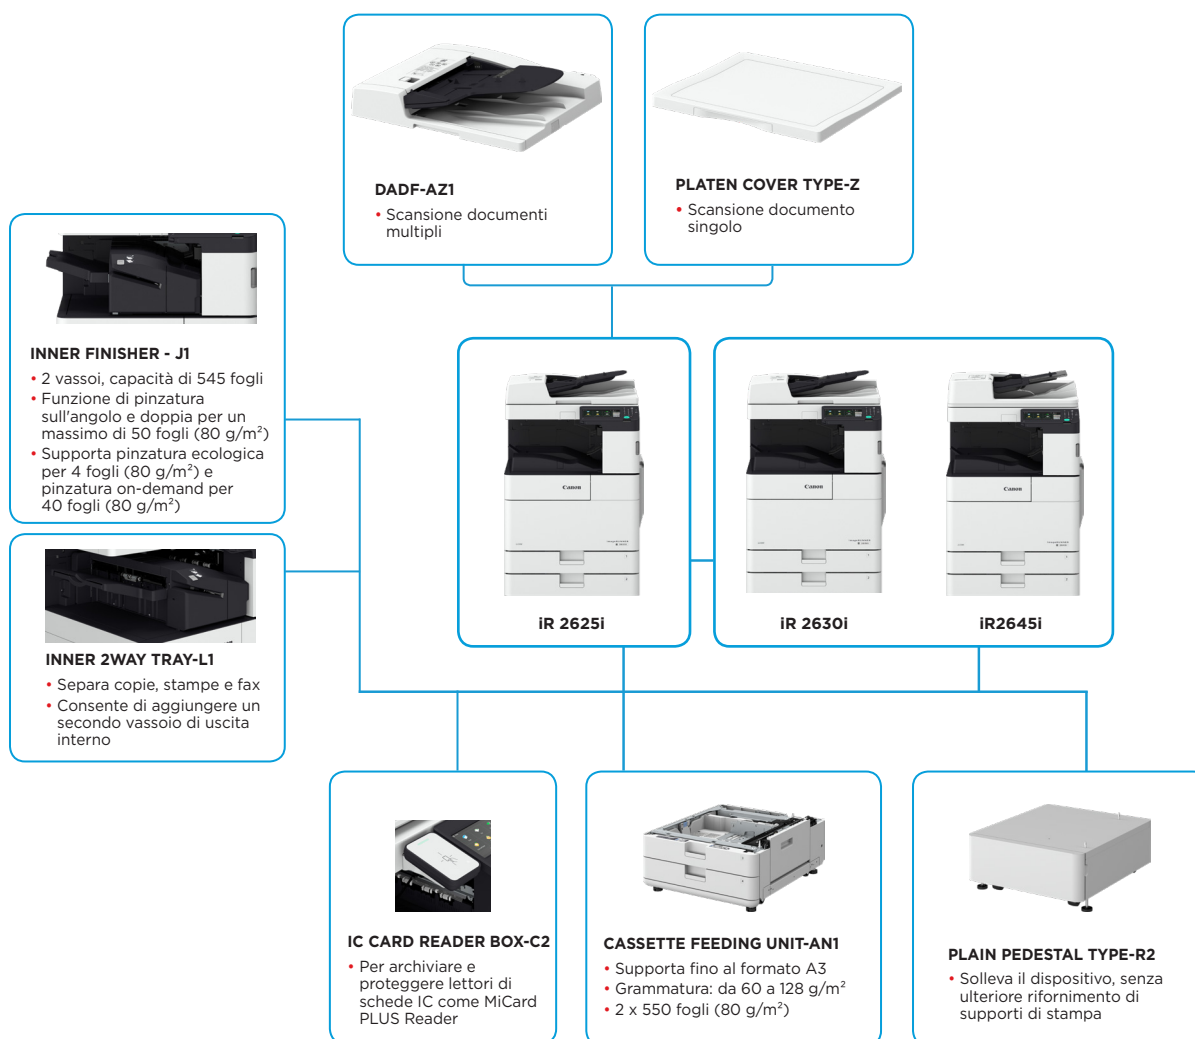 DADF-AZ1
• Scansione documenti
multipli
PLATEN COVER TYPE-Z
• Scansione documento
singolo
INNER FINISHER - J1
• 2 vassoi, capacità di 545 fogli
• Funzione di pinzatura
sull'angolo e doppia per un
massimo di 50 fogli (80 g/m²)
• Supporta pinzatura ecologica
per 4 fogli (80 g/m²) e
pinzatura on-demand per
40 fogli (80 g/m²)
INNER 2WAY TRAY-L1
• Separa copie, stampe e fax
• Consente di aggiungere un
secondo vassoio di uscita
interno
Canon
iR 2625i
Canon
iR 2630i
Canon
iR2645i
IC CARD READER BOX-C2
• Per archiviare e
proteggere lettori di
schede IC come MiCard
PLUS Reader
CASSETTE FEEDING UNIT-AN1
• Supporta fino al formato A3
• Grammatura: da 60 a 128 g/m²
• 2 x 550 fogli (80 g/m²)
PLAIN PEDESTAL TYPE-R2
• Solleva il dispositivo, senza
ulteriore rifornimento di
supporti di stampa